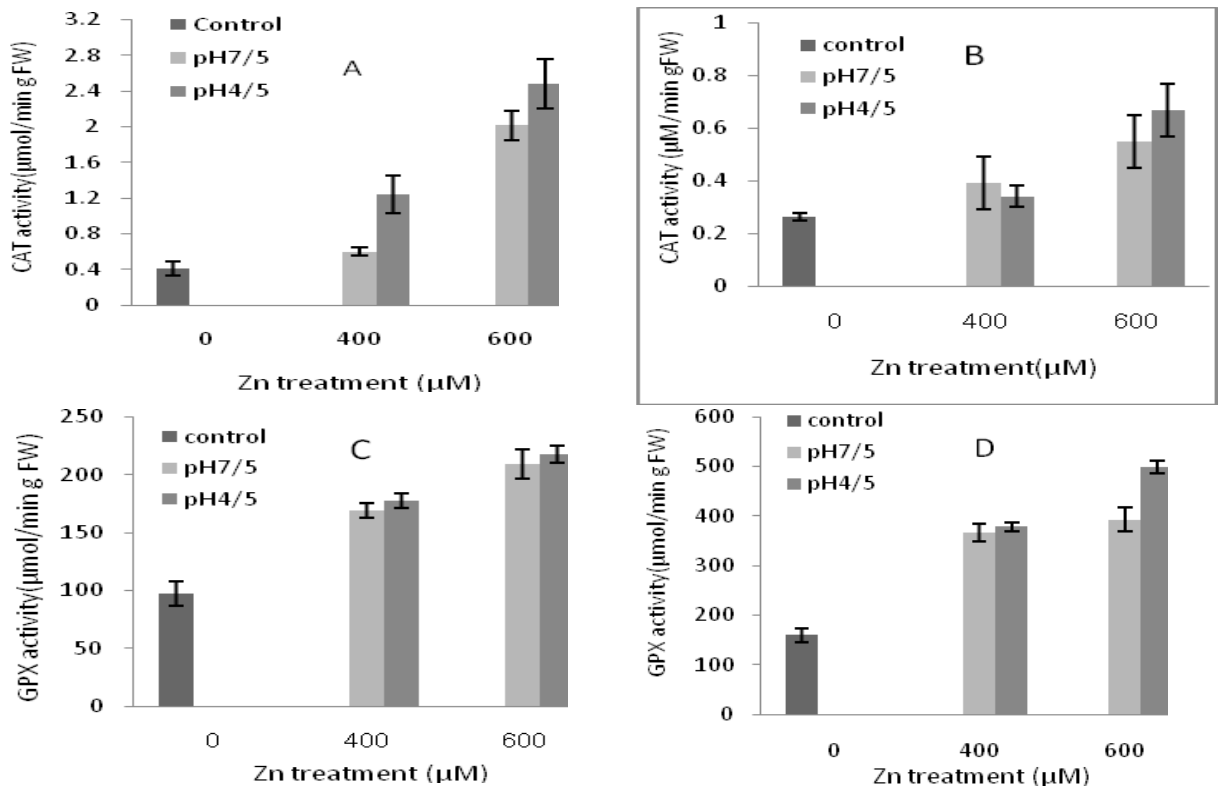 CAT activity(µmol/min g FW)
3.2
2.8
2.4
2
1.6
1.2
0.8
0.4
0
Control
pH7/5
pH4/5
A
0 400 600
Zn treatment (µM)
CAT activity (µM/min gFW)
1
0.8
0.6
0.4
0.2
0
control
pH7/5
pH4/5
B
0 400 600
Zn treatment(µM)
GPX activity(µmol/min g FW)
250
200
150
100
50
0
control
pH7/5
pH4/5
C
0 400 600
Zn treatment (µM)
GPX activity(µmol/min g FW)
600
500
400
300
200
100
0
control
pH7/5
pH4/5
D
0 400 600
Zn treatment (µM)